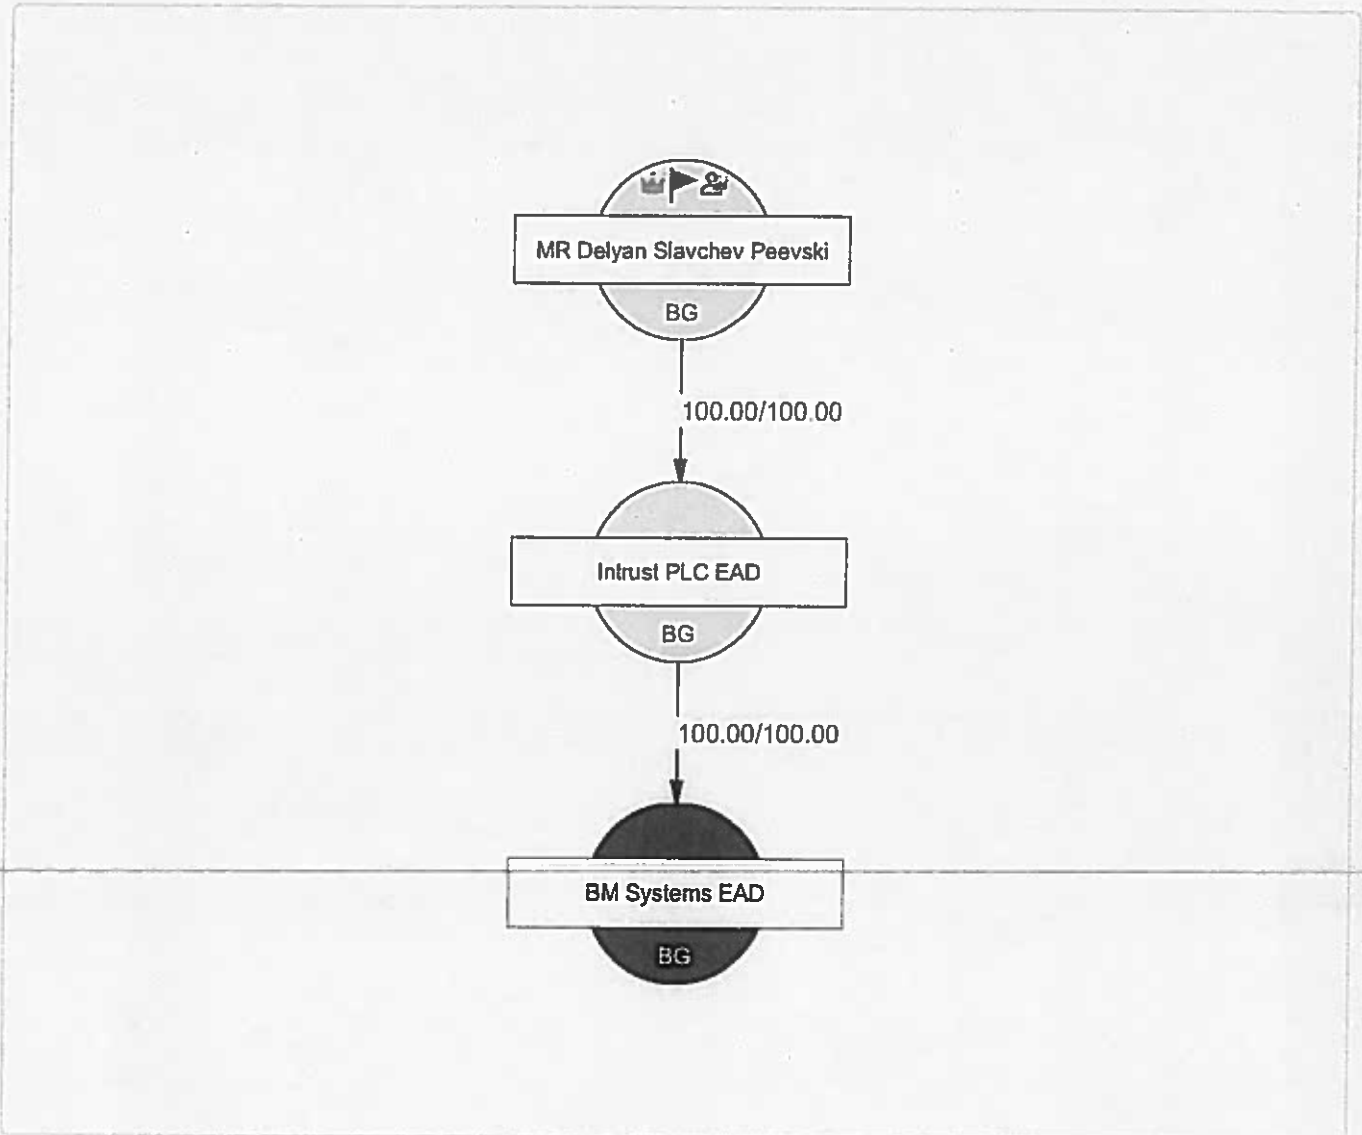 MR Delyan Slavchev Peevski
BG
100.00/100.00
Intrust PLC EAD
BG
100.00/100.00
BM Systems EAD
BG